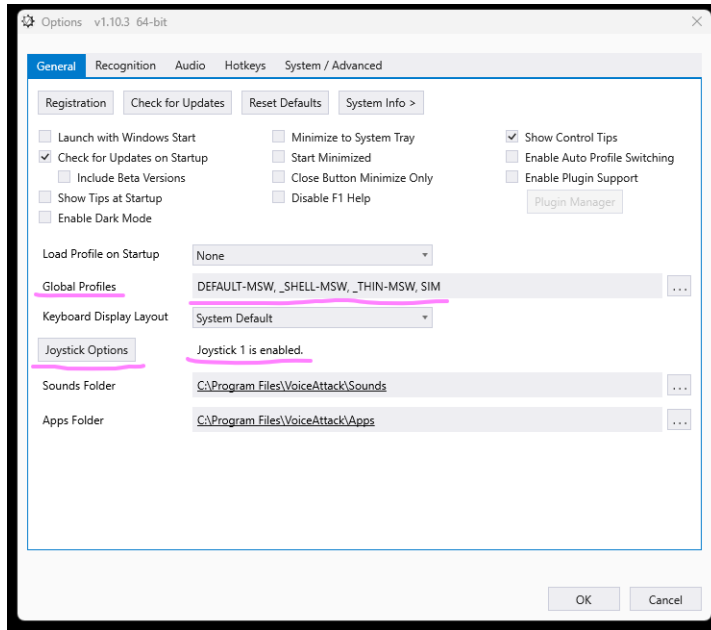 Options v1.10.3 64-bit
General Recognition Audio Hotkeys System / Advanced
Registration Check for Updates Reset Defaults System Info >
Launch with Windows Start Minimize to System Tray Show Control Tips
Check for Updates on Startup Start Minimized Enable Auto Profile Switching
Include Beta Versions Close Button Minimize Only Enable Plugin Support
Show Tips at Startup Disable F1 Help Plugin Manager
Enable Dark Mode
Load Profile on Startup None
Global Profiles DEFAULT-MSW, _SHELL-MSW, _THIN-MSW, SIM ...
Keyboard Display Layout System Default
Joystick Options Joystick 1 is enabled.
Sounds Folder C:\Program Files\VoiceAttack\Sounds ...
Apps Folder C:\Program Files\VoiceAttack\Apps ...
OK Cancel